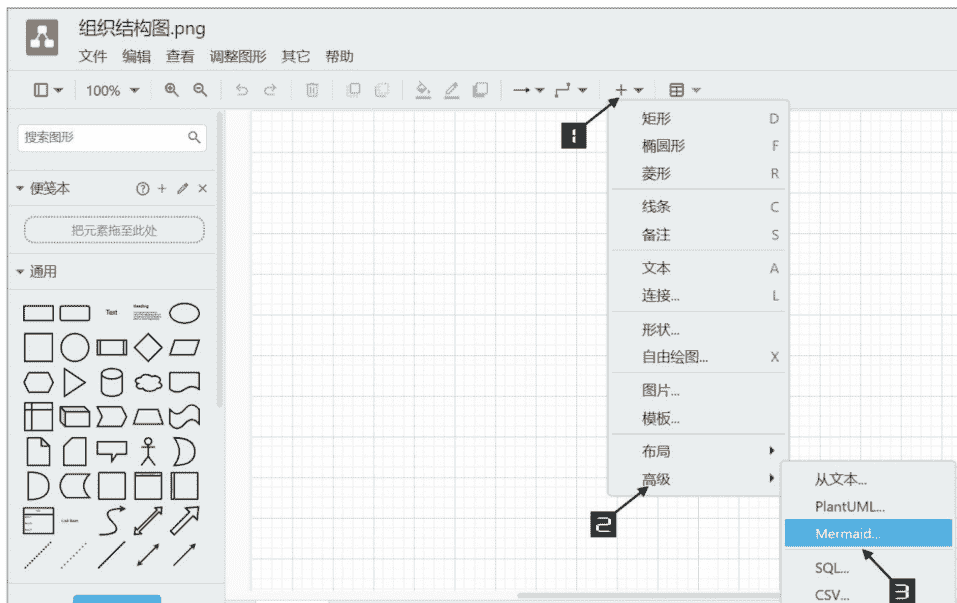 组织结构图.png
文件 编辑 查看 调整图形 其它 帮助
100%
搜索图形
便笺本
把元素拖至此处
通用
Text
Heading
List Item
1
矩形 D
椭圆形 F
菱形 R
线条 C
备注 S
文本 A
连接... L
形状...
自由绘图... X
图片...
模板...
布局
高级
2
从文本...
PlantUML...
Mermaid...
SQL...
CSV...
3